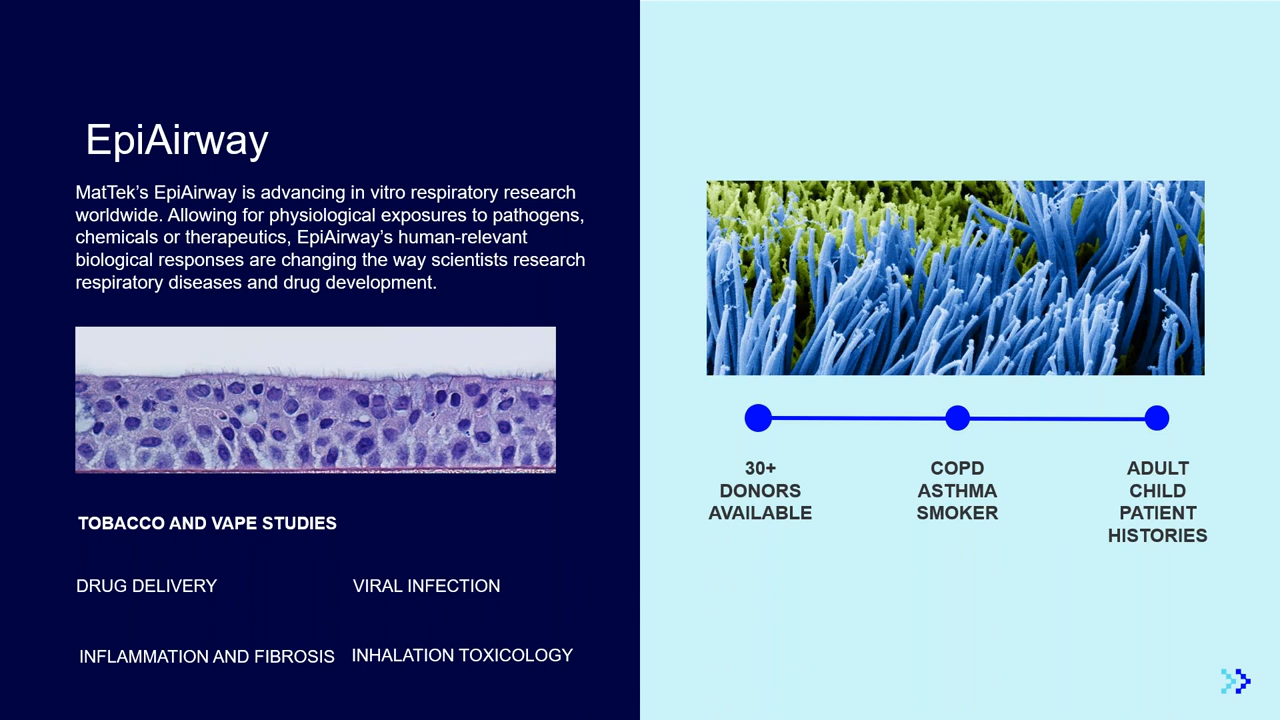 EpiAirway
MatTek’s EpiAirway is advancing in vitro respiratory research
worldwide. Allowing for physiological exposures to pathogens,
chemicals or therapeutics, EpiAirway’s human-relevant
biological responses are changing the way scientists research
respiratory diseases and drug development.
TOBACCO AND VAPE STUDIES
DRUG DELIVERY
VIRAL INFECTION
INFLAMMATION AND FIBROSIS
INHALATION TOXICOLOGY
30+
DONORS
AVAILABLE
COPD
ASTHMA
SMOKER
ADULT
CHILD
PATIENT
HISTORIES